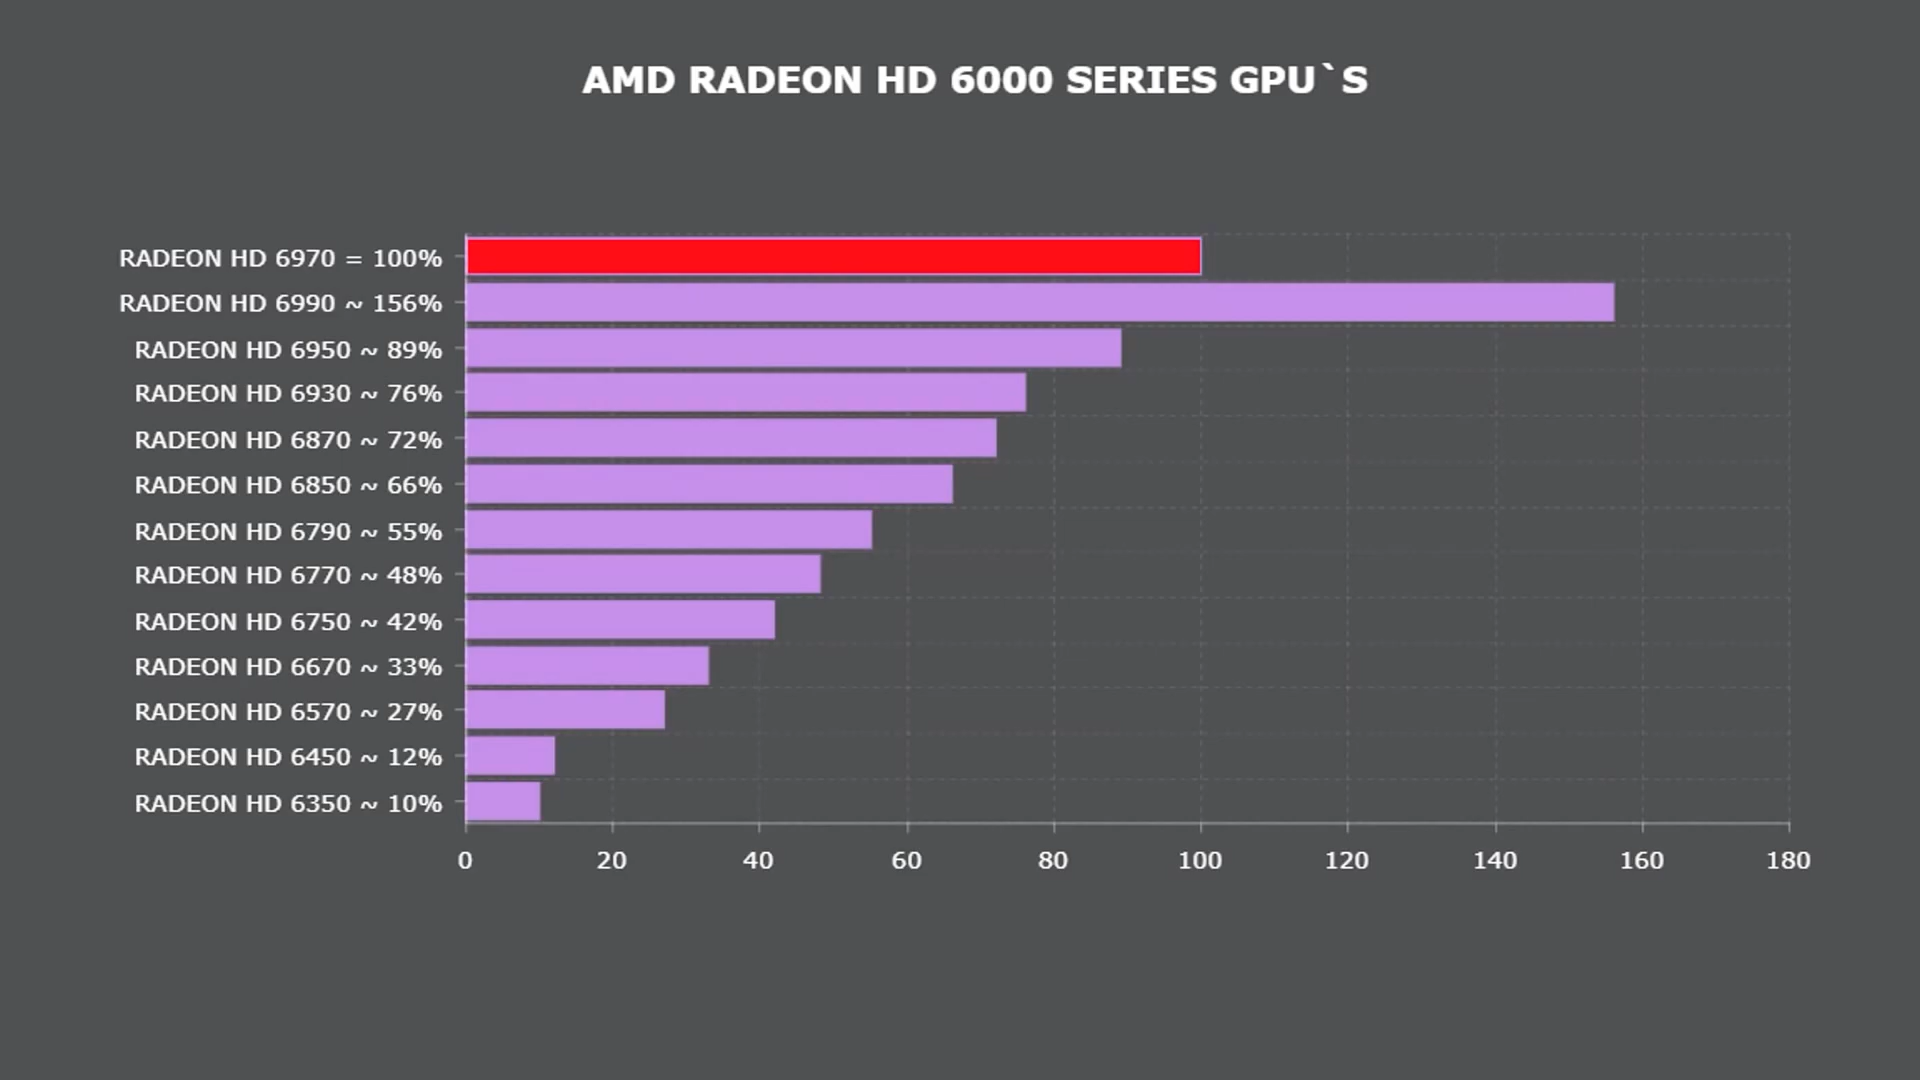 AMD RADEON HD 6000 SERIES GPU`S
RADEON HD 6970 = 100%
RADEON HD 6990 ~ 156%
RADEON HD 6950 ~ 89%
RADEON HD 6930 ~ 76%
RADEON HD 6870 ~ 72%
RADEON HD 6850 ~ 66%
RADEON HD 6790 ~ 55%
RADEON HD 6770 ~ 48%
RADEON HD 6750 ~ 42%
RADEON HD 6670 ~ 33%
RADEON HD 6570 ~ 27%
RADEON HD 6450 ~ 12%
RADEON HD 6350 ~ 10%
0 20 40 60 80 100 120 140 160 180